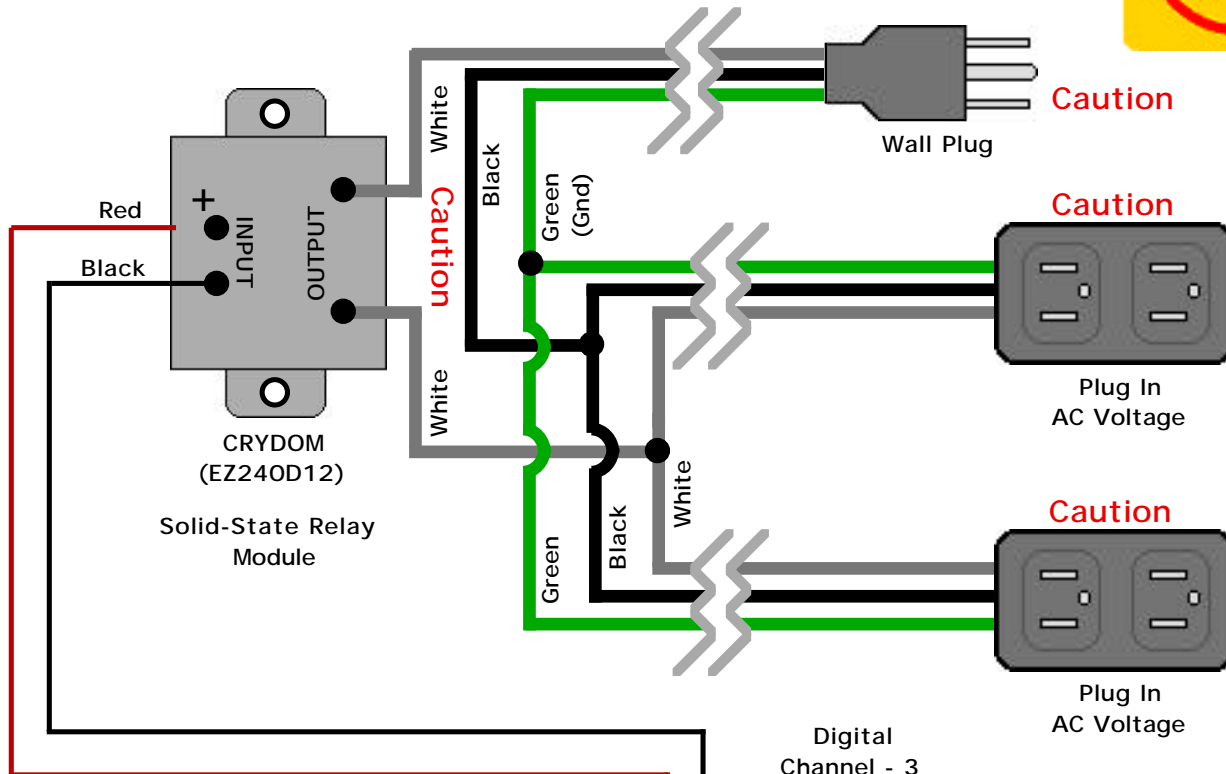 White
Caution
Wall Plug
Black
Green
(Gnd)
Caution
Red
+
INPUT
OUTPUT
Caution
Black
Plug In
AC Voltage
White
CRYDOM
(EZ240D12)
Solid-State Relay
Module
White
Black
Green
Caution
Plug In
AC Voltage
Digital
Channel - 3